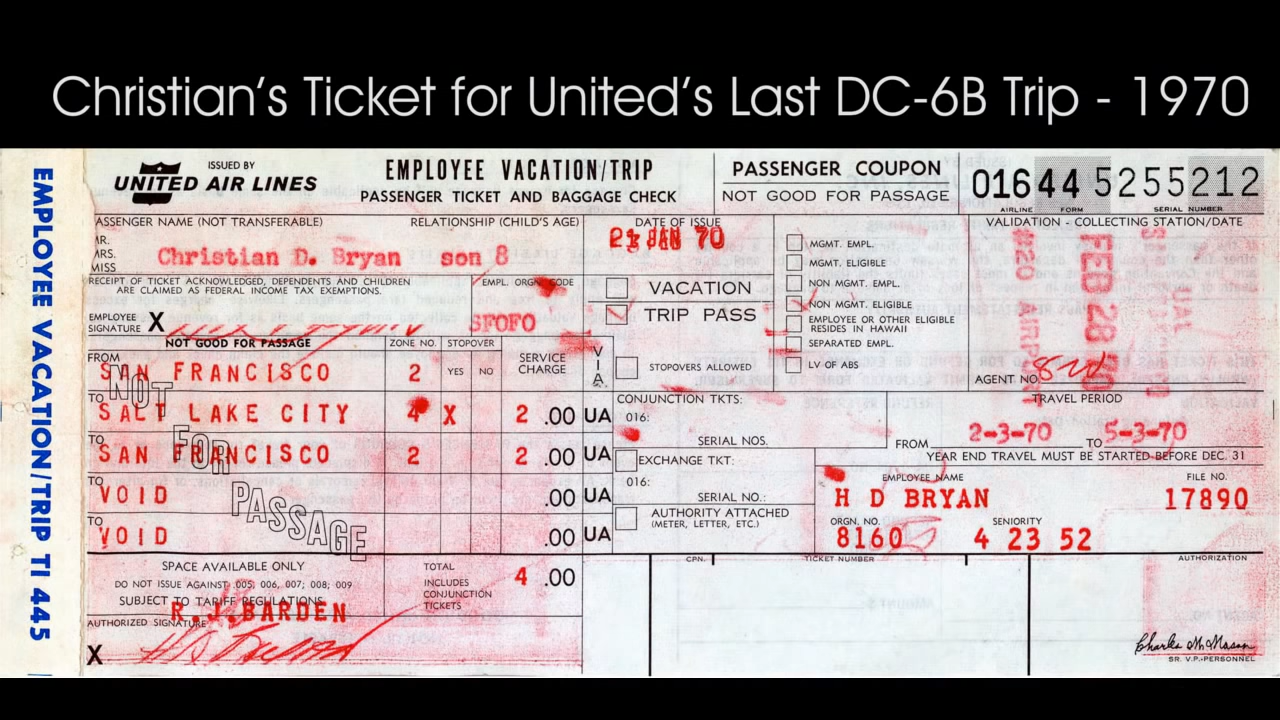 Christian's Ticket for United's Last DC-6B Trip - 1970
EMPLOYEE VACATION/TRIP TI 445
ISSUED BY
UNITED AIR LINES
EMPLOYEE VACATION/TRIP
PASSENGER TICKET AND BAGGAGE CHECK
PASSENGER COUPON
NOT GOOD FOR PASSAGE
016 44 5255212
AIRLINE FORM SERIAL NUMBER
ASSENGER NAME (NOT TRANSFERABLE) RELATIONSHIP (CHILD'S AGE)
DATE OF ISSUE
JAN 70
MR.
MRS.
MISS
Christian D. Bryan son 8
RECEIPT OF TICKET ACKNOWLEDGED, DEPENDENTS AND CHILDREN
ARE CLAIMED AS FEDERAL INCOME TAX EXEMPTIONS.
EMPL. ORGN. CODE
EMPLOYEE
SIGNATURE X
SFOFO
VACATION
TRIP PASS
MGMT. EMPL.
MGMT. ELIGIBLE
NON MGMT. EMPL.
NON MGMT. ELIGIBLE
EMPLOYEE OR OTHER ELIGIBLE
RESIDES IN HAWAII
SEPARATED EMPL.
LV OF ABS
VALIDATION - COLLECTING STATION/DATE
FEB 28 70
UAL
AGENT NO.
NOT GOOD FOR PASSAGE
ZONE NO. STOPOVER
YES NO
SERVICE
CHARGE
VIA
STOPOVERS ALLOWED
FROM
SAN FRANCISCO 2
TO
SALT LAKE CITY 4 X 2 .00 UA
TO
SAN FRANCISCO 2 2 .00 UA
TO
VOID .00 UA
TO
VOID .00 UA
NOT
FOR
PASSAGE
CONJUNCTION TKTS:
016:
SERIAL NOS.
EXCHANGE TKT:
016:
SERIAL NO.:
AUTHORITY ATTACHED
(METER, LETTER, ETC.)
TRAVEL PERIOD
FROM 2-3-70 TO 5-3-70
YEAR END TRAVEL MUST BE STARTED BEFORE DEC. 31
EMPLOYEE NAME FILE NO.
H D BRYAN 17890
ORGN. NO. SENIORITY
8160 4 23 52
SPACE AVAILABLE ONLY
DO NOT ISSUE AGAINST 005; 006, 007; 008; 009
SUBJECT TO TARIFF REGULATIONS
TOTAL
INCLUDES
CONJUNCTION
TICKETS
4 .00
R J BARDEN
AUTHORIZED SIGNATURE
X
CPN. TICKET NUMBER AUTHORIZATION
Charles M. Mason
SR. V.P.-PERSONNEL